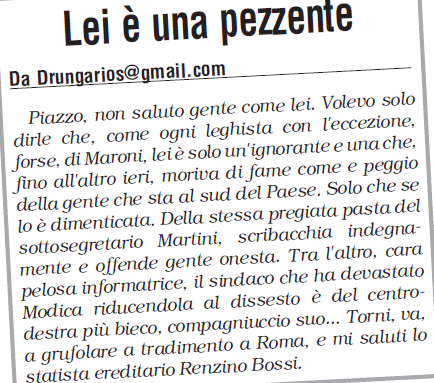 Lei è una pezzente
Da Drungarios@gmail.com
Piazzo, non saluto gente come lei. Volevo solo
dirle che, come ogni leghista con l'eccezione,
forse, di Maroni, lei è solo un'ignorante e una che,
fino all'altro ieri, moriva di fame come e peggio
della gente che sta al sud del Paese. Solo che se
lo è dimenticata. Della stessa pregiata pasta del
sottosegretario Martini, scribacchia indegna-
mente e offende gente onesta. Tra l'altro, cara
pelosa informatrice, il sindaco che ha devastato
Modica riducendola al dissesto è del centro-
destra più bieco, compagniuccio suo... Torni, va,
a grufolare a tradimento a Roma, e mi saluti lo
statista ereditario Renzino Bossi.